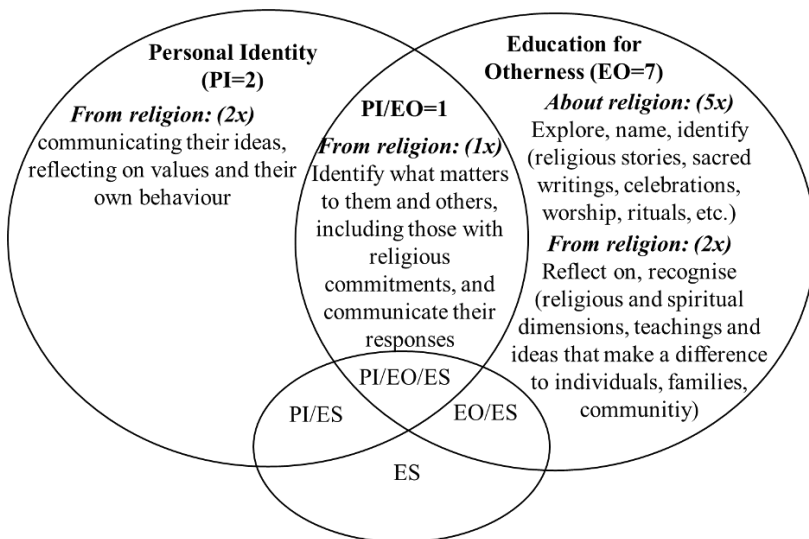 Personal Identity
(PI=2)
From religion: (2x)
communicating their ideas,
reflecting on values and their
own behaviour
PI/EO=1
From religion: (1x)
Identify what matters
to them and others,
including those with
religious
commitments, and
communicate their
responses
Education for
Otherness (EO=7)
About religion: (5x)
Explore, name, identify
(religious stories, sacred
writings, celebrations,
worship, rituals, etc.)
From religion: (2x)
Reflect on, recognise
(religious and spiritual
dimensions, teachings and
ideas that make a difference
to individuals, families,
communitiy)
PI/EO/ES
PI/ES
EO/ES
ES